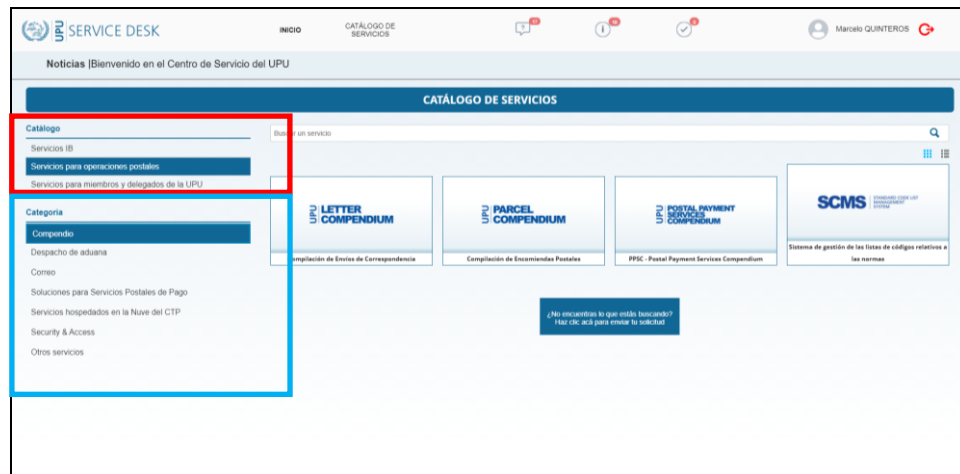 UPU SERVICE DESK
INICIO
CATÁLOGO DE
SERVICIOS
Marcelo QUINTEROS
Noticias |Bienvenido en el Centro de Servicio del UPU
CATÁLOGO DE SERVICIOS
Catálogo
Servicios IB
Servicios para operaciones postales
Servicios para miembros y delegados de la UPU
Categoría
Compendio
Despacho de aduana
Correo
Soluciones para Servicios Postales de Pago
Servicios hospedados en la Nuve del CTP
Security & Access
Otros servicios
un servicio
UPU LETTER
COMPENDIUM
de Envíos de Correspondencia
UPU PARCEL
COMPENDIUM
Compilación de Encomiendas Postales
UPU POSTAL PAYMENT
SERVICES
COMPENDIUM
PPSC - Postal Payment Services Compendium
SCMS STANDARD CODE LIST
MANAGEMENT
SYSTEM
Sistema de gestión de las listas de códigos relativos a
las normas
¿No encuentras lo que estás buscando?
Haz clic acá para enviar tu solicitud